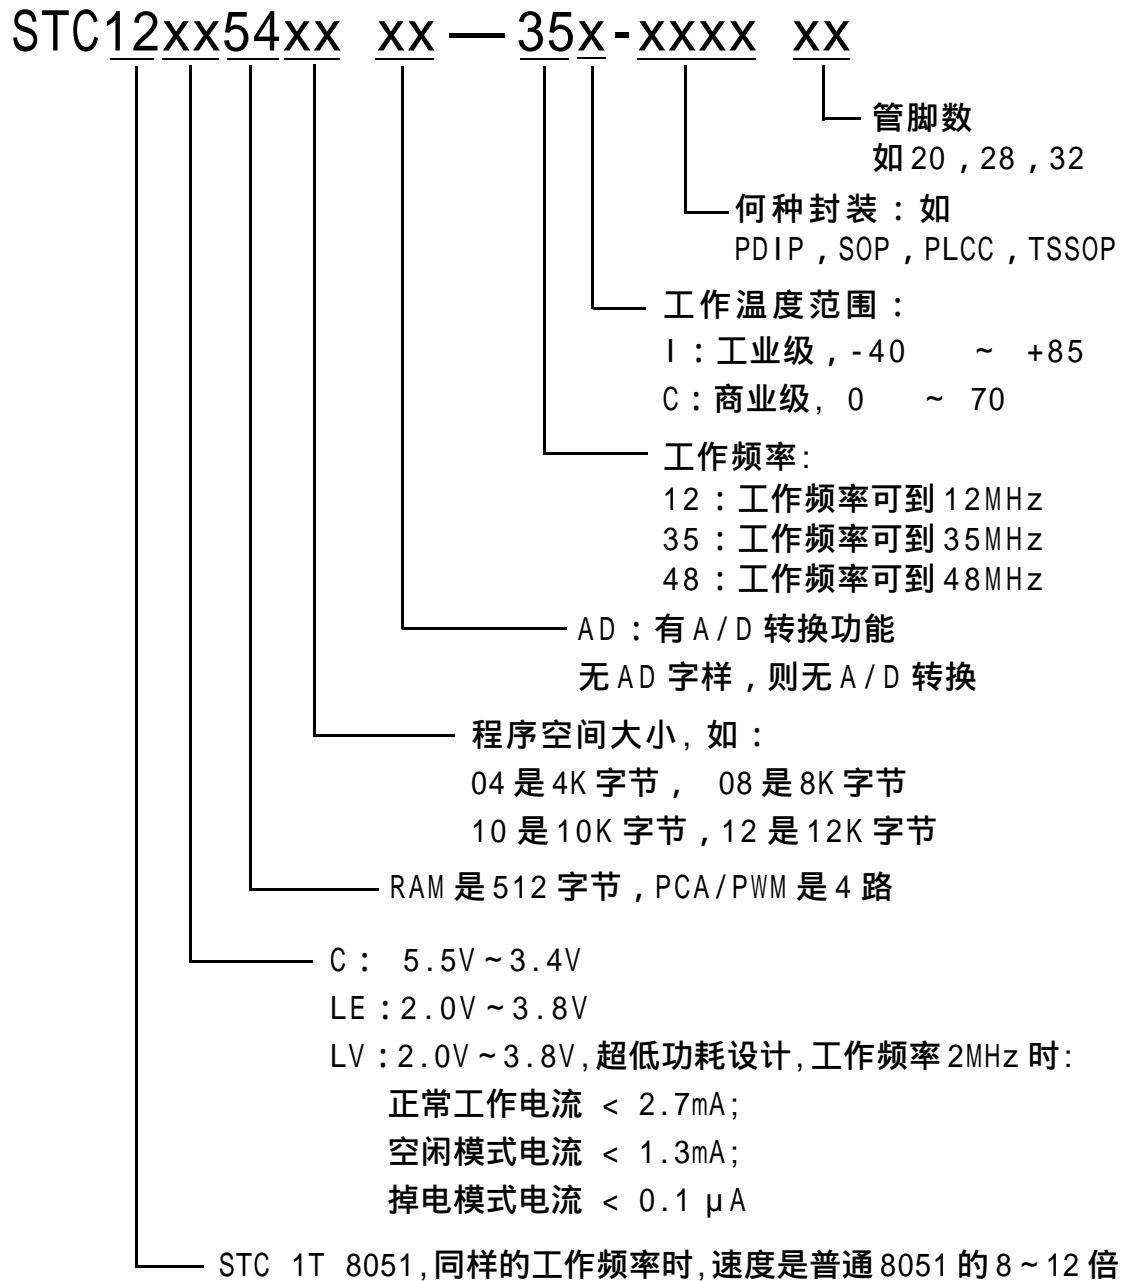 STC12xx54xx xx — 35x-xxxx xx
管脚数
如20，28，32
何种封装：如
PDIP，SOP，PLCC，TSSOP
工作温度范围：
I：工业级，-40 ~ +85
C：商业级, 0 ~ 70
工作频率:
12：工作频率可到12MHz
35：工作频率可到35MHz
48：工作频率可到48MHz
AD：有A/D转换功能
无AD字样，则无A/D转换
程序空间大小, 如：
04是4K字节， 08是8K字节
10是10K字节，12是12K字节
RAM是512字节，PCA/PWM是4路
C： 5.5V~3.4V
LE：2.0V~3.8V
LV：2.0V~3.8V,超低功耗设计,工作频率2MHz时:
正常工作电流 < 2.7mA;
空闲模式电流 < 1.3mA;
掉电模式电流 < 0.1μA
STC 1T 8051,同样的工作频率时,速度是普通8051的8~12倍